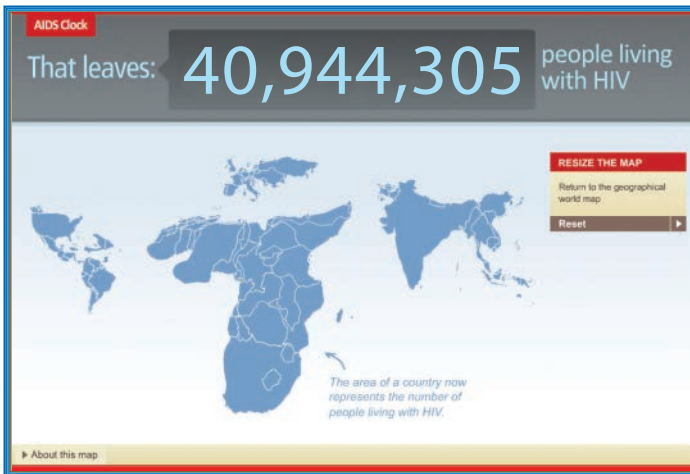 AIDS Clock
That leaves: 40,944,305 people living
with HIV
RESIZE THE MAP
Return to the geographical
world map
Reset
The area of a country now
represents the number of
people living with HIV.
About this map